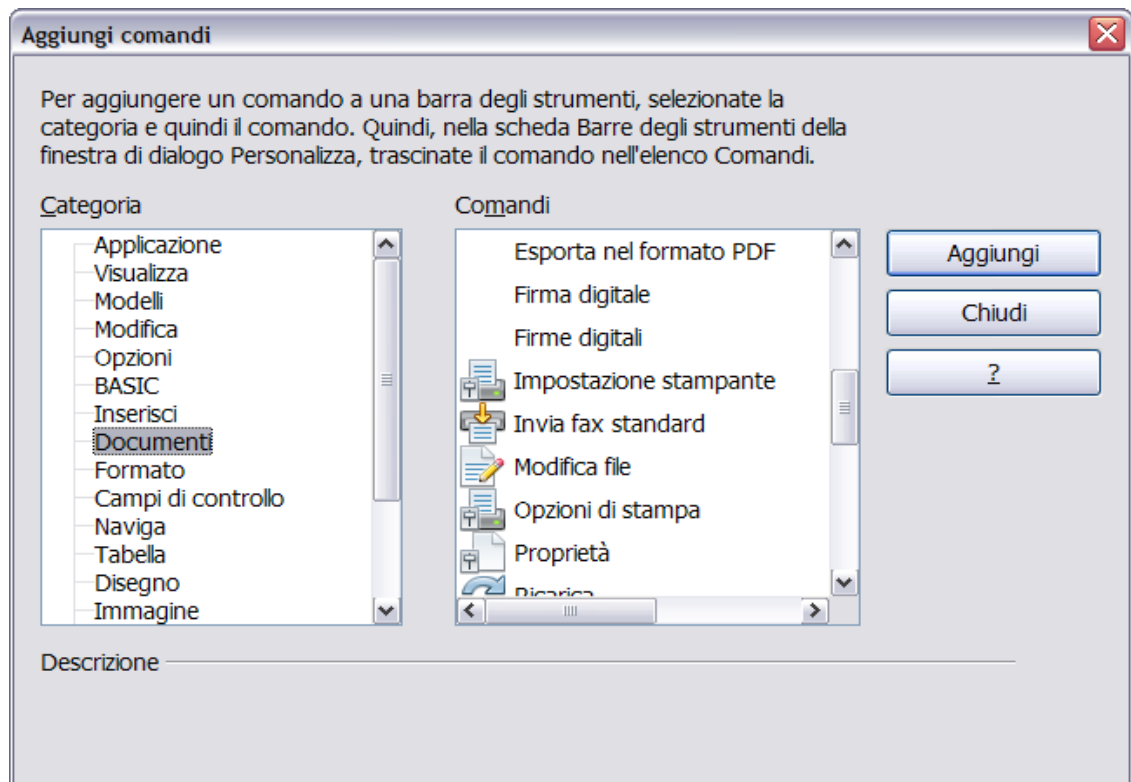 Aggiungi comandi
Per aggiungere un comando a una barra degli strumenti, selezionate la
categoria e quindi il comando. Quindi, nella scheda Barre degli strumenti della
finestra di dialogo Personalizza, trascinate il comando nell'elenco Comandi.
Categoria
Applicazione
Visualizza
Modelli
Modifica
Opzioni
BASIC
Inserisci
Documenti
Formato
Campi di controllo
Naviga
Tabella
Disegno
Immagine
Comandi
Esporta nel formato PDF
Firma digitale
Firme digitali
Impostazione stampante
Invia fax standard
Modifica file
Opzioni di stampa
Proprietà
Ricarica
Aggiungi
Chiudi
?
Descrizione